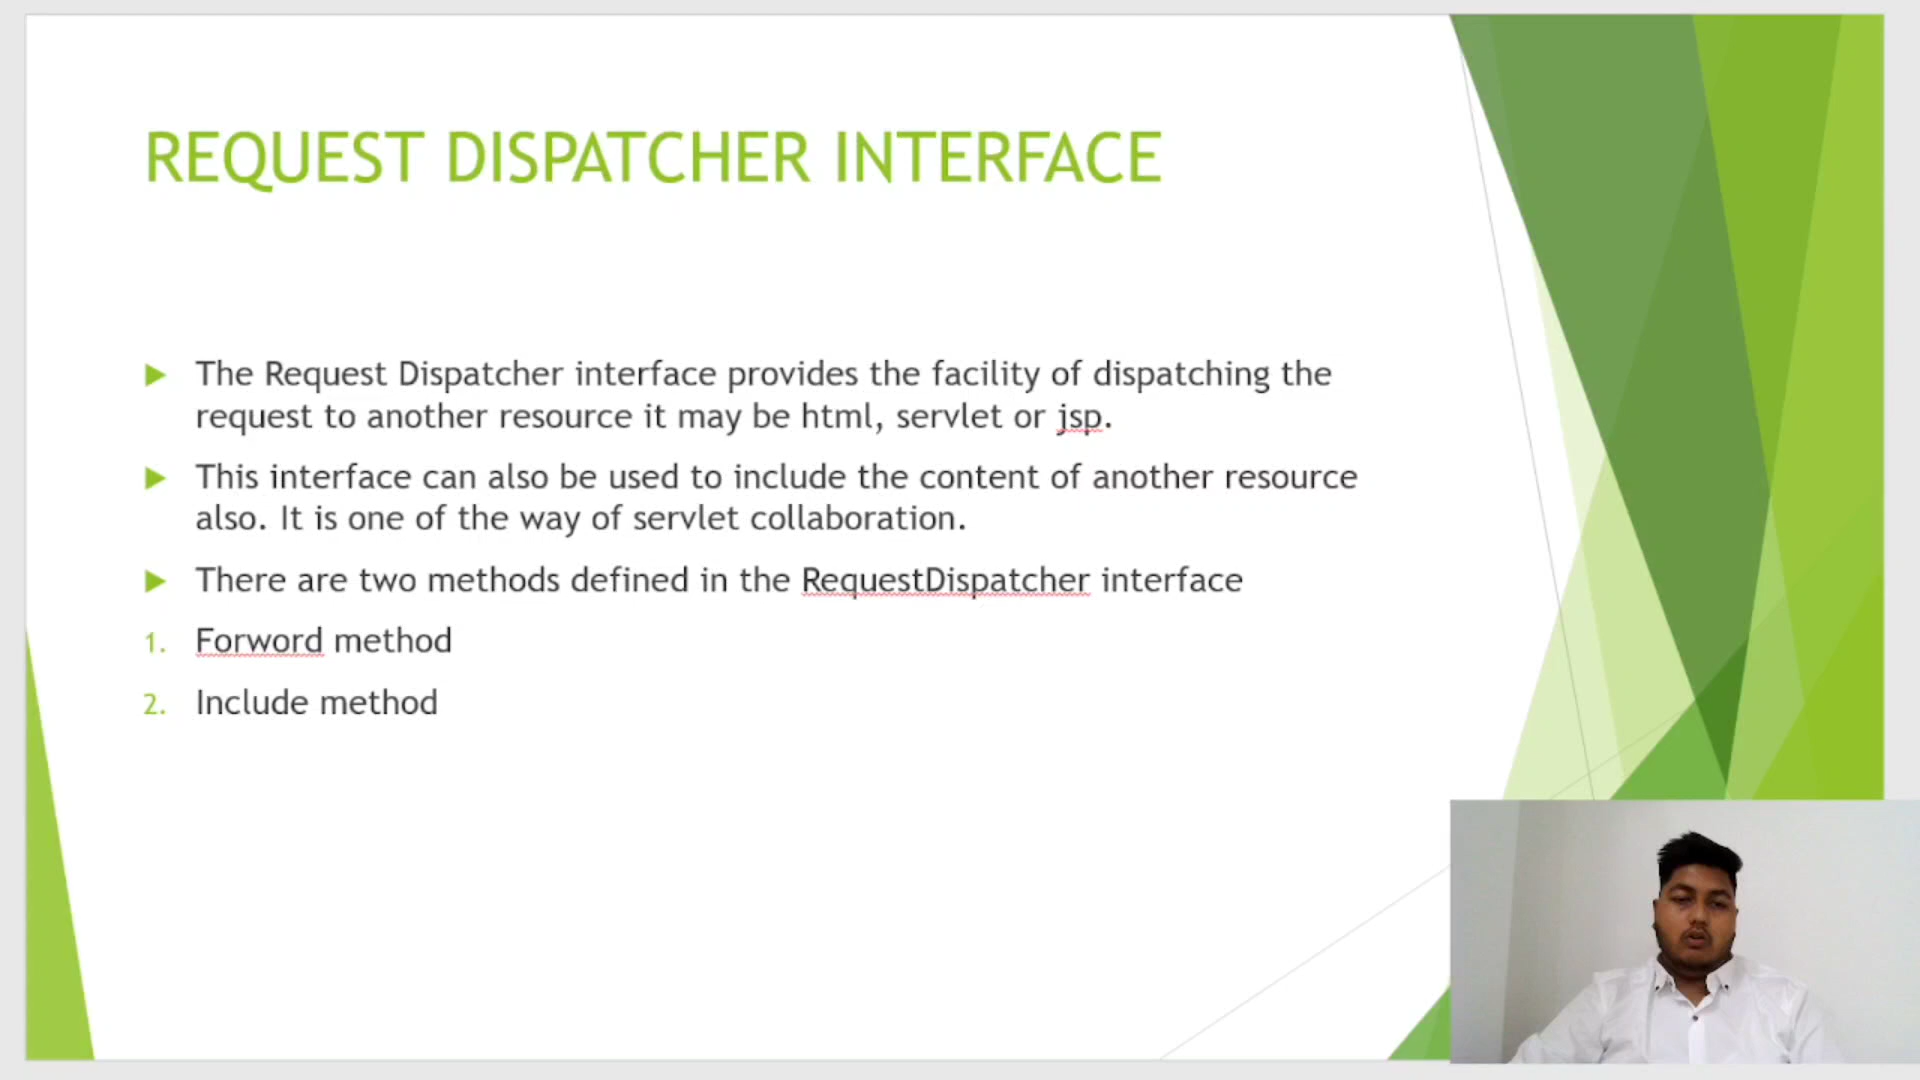 REQUEST DISPATCHER INTERFACE
The Request Dispatcher interface provides the facility of dispatching the
request to another resource it may be html, servlet or jsp.
This interface can also be used to include the content of another resource
also. It is one of the way of servlet collaboration.
There are two methods defined in the RequestDispatcher interface
1. Forword method
2. Include method